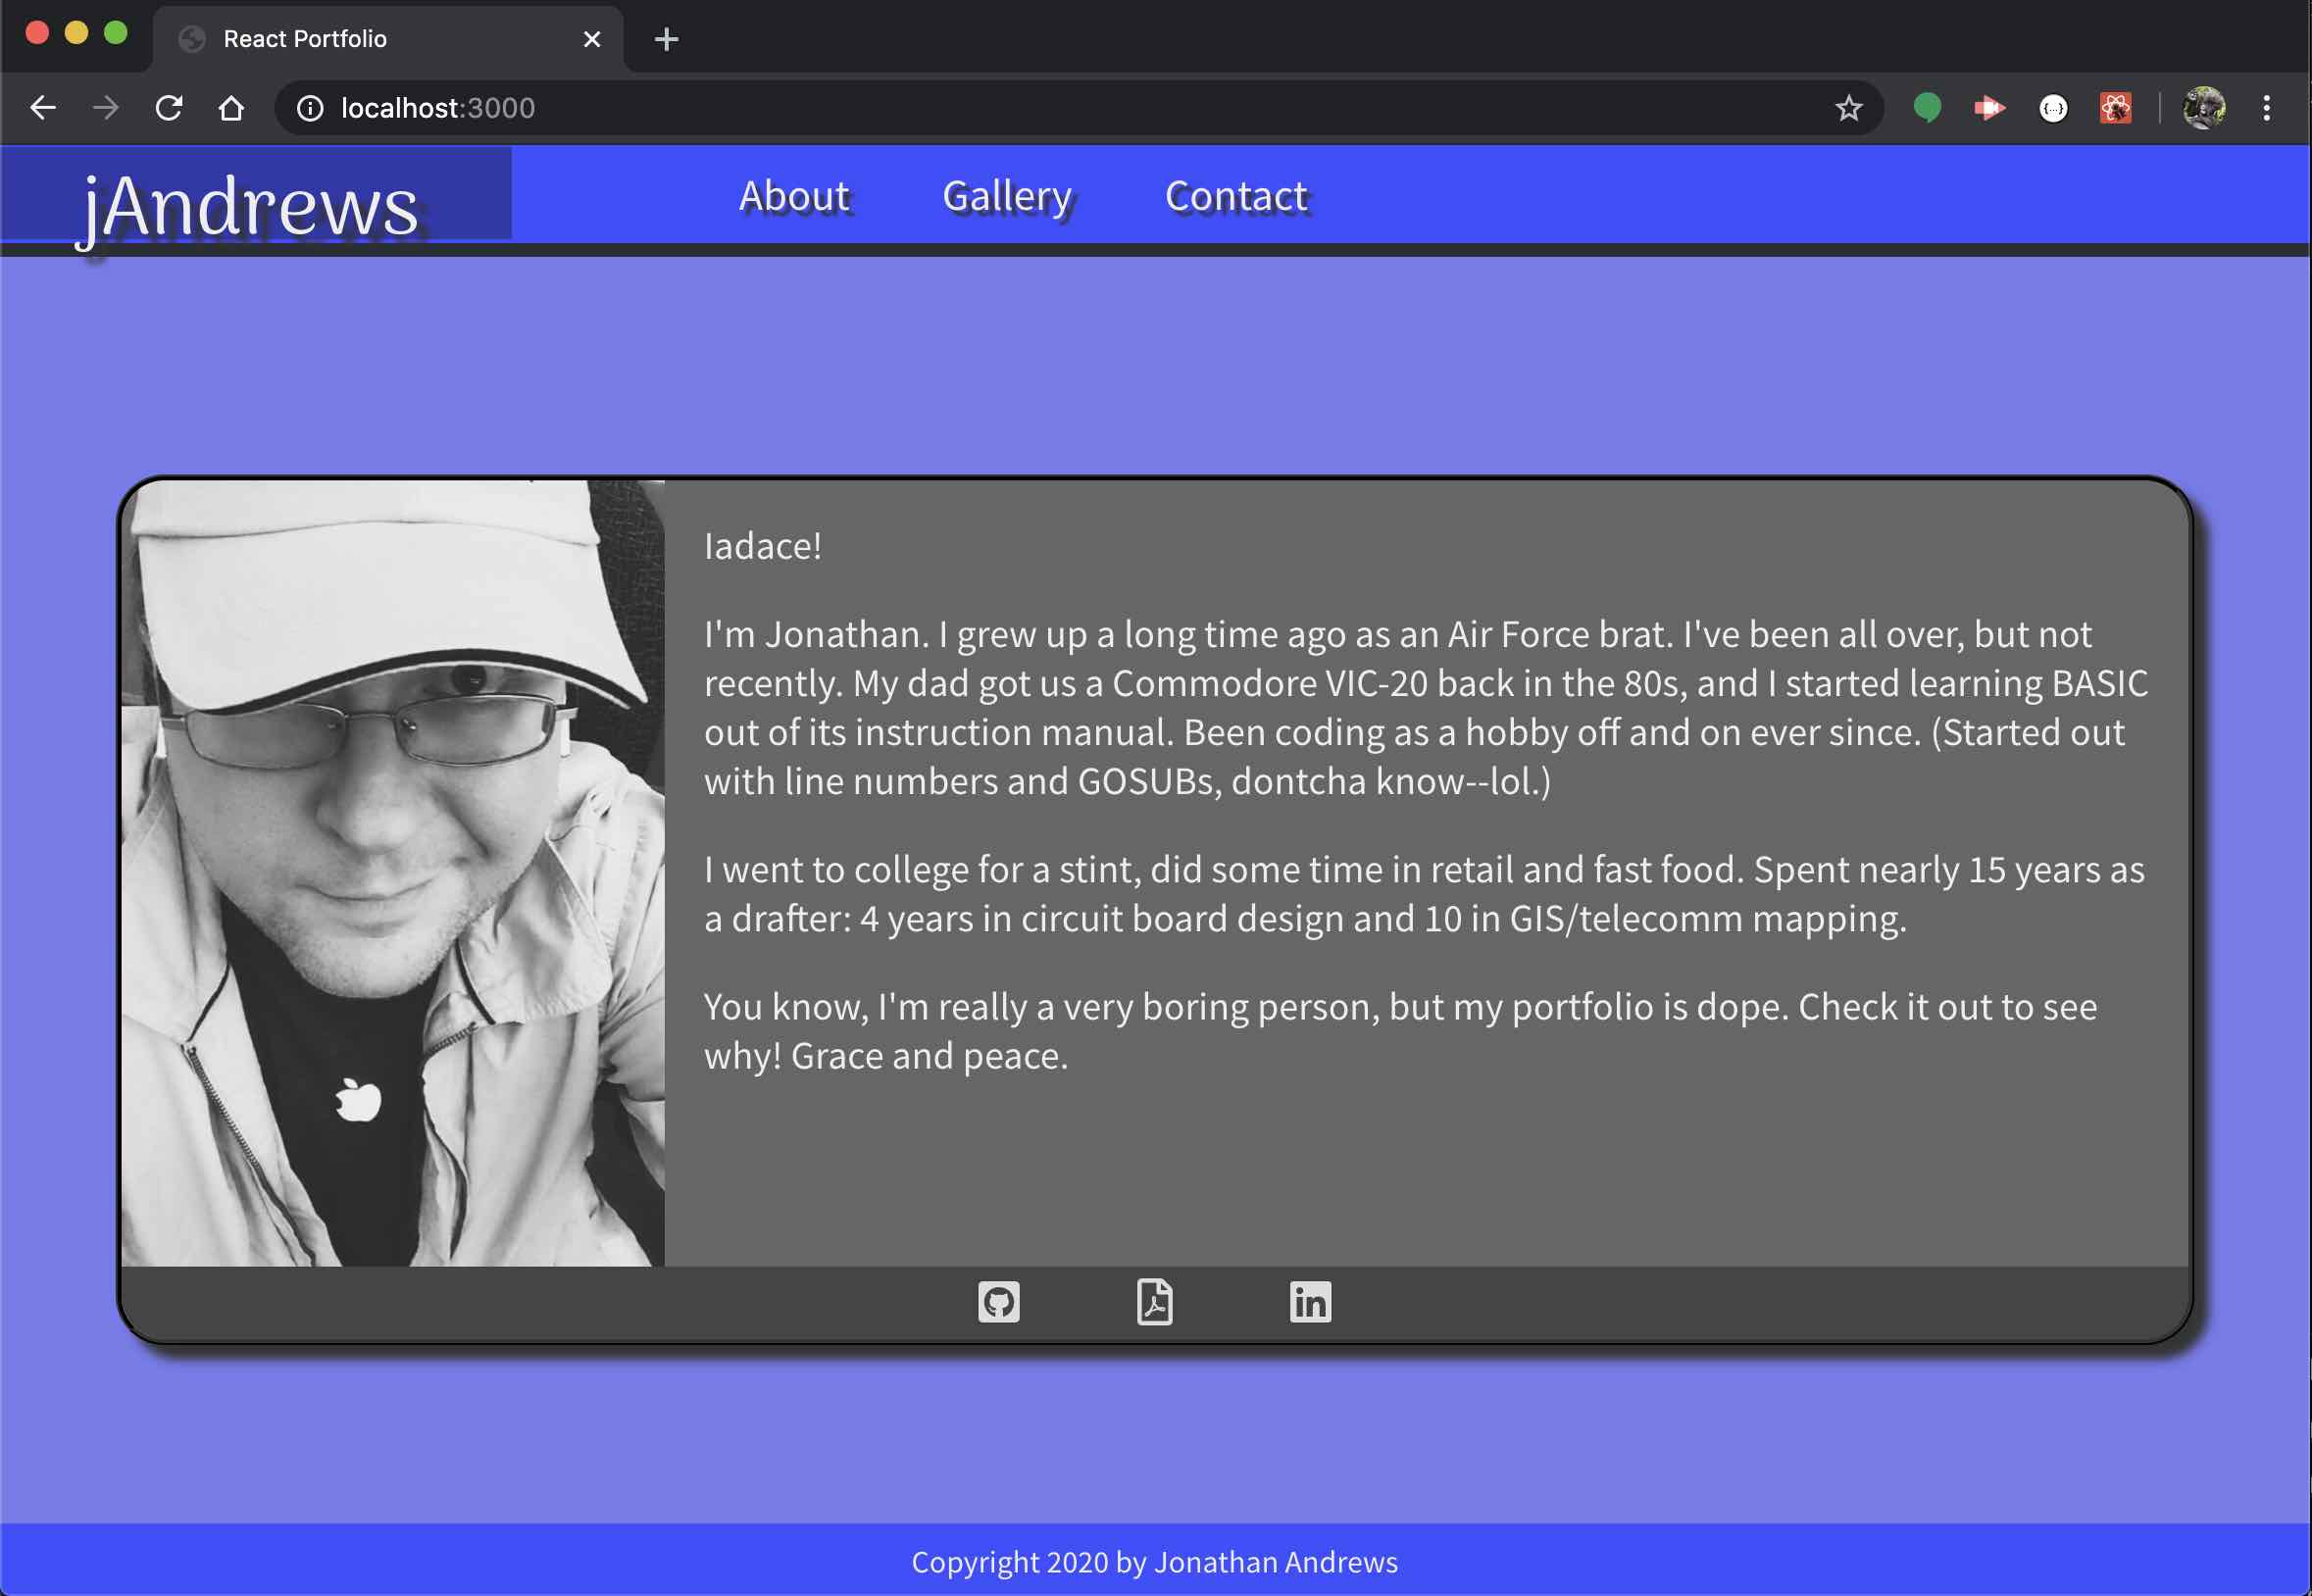 React Portfolio
localhost:3000
jAndrews
About
Gallery
Contact
Iadace!
I'm Jonathan. I grew up a long time ago as an Air Force brat. I've been all over, but not
recently. My dad got us a Commodore VIC-20 back in the 80s, and I started learning BASIC
out of its instruction manual. Been coding as a hobby off and on ever since. (Started out
with line numbers and GOSUBs, dontcha know--lol.)
I went to college for a stint, did some time in retail and fast food. Spent nearly 15 years as
a drafter: 4 years in circuit board design and 10 in GIS/telecomm mapping.
You know, I'm really a very boring person, but my portfolio is dope. Check it out to see
why! Grace and peace.
in
Copyright 2020 by Jonathan Andrews